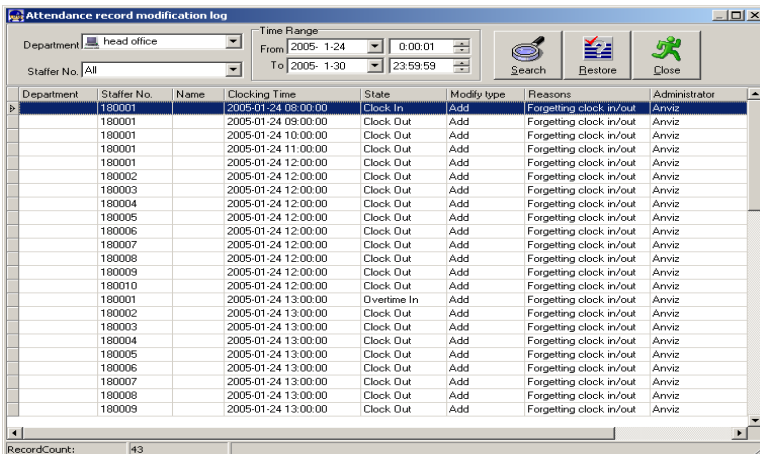 Attendance record modification log
Department head office
Staffer No. All
Time Range
From 2005- 1-24 0:00:01
To 2005- 1-30 23:59:59
Search Restore Close
Department Staffer No. Name Clocking Time State Modify type Reasons Administrator
180001 2005-01-24 08:00:00 Clock In Add Forgetting clock in/out Anviz
180001 2005-01-24 09:00:00 Clock Out Add Forgetting clock in/out Anviz
180001 2005-01-24 10:00:00 Clock Out Add Forgetting clock in/out Anviz
180001 2005-01-24 11:00:00 Clock Out Add Forgetting clock in/out Anviz
180001 2005-01-24 12:00:00 Clock Out Add Forgetting clock in/out Anviz
180002 2005-01-24 12:00:00 Clock Out Add Forgetting clock in/out Anviz
180003 2005-01-24 12:00:00 Clock Out Add Forgetting clock in/out Anviz
180004 2005-01-24 12:00:00 Clock Out Add Forgetting clock in/out Anviz
180005 2005-01-24 12:00:00 Clock Out Add Forgetting clock in/out Anviz
180006 2005-01-24 12:00:00 Clock Out Add Forgetting clock in/out Anviz
180007 2005-01-24 12:00:00 Clock Out Add Forgetting clock in/out Anviz
180008 2005-01-24 12:00:00 Clock Out Add Forgetting clock in/out Anviz
180009 2005-01-24 12:00:00 Clock Out Add Forgetting clock in/out Anviz
180010 2005-01-24 12:00:00 Clock Out Add Forgetting clock in/out Anviz
180001 2005-01-24 13:00:00 Overtime In Add Forgetting clock in/out Anviz
180002 2005-01-24 13:00:00 Clock Out Add Forgetting clock in/out Anviz
180003 2005-01-24 13:00:00 Clock Out Add Forgetting clock in/out Anviz
180004 2005-01-24 13:00:00 Clock Out Add Forgetting clock in/out Anviz
180005 2005-01-24 13:00:00 Clock Out Add Forgetting clock in/out Anviz
180006 2005-01-24 13:00:00 Clock Out Add Forgetting clock in/out Anviz
180007 2005-01-24 13:00:00 Clock Out Add Forgetting clock in/out Anviz
180008 2005-01-24 13:00:00 Clock Out Add Forgetting clock in/out Anviz
180009 2005-01-24 13:00:00 Clock Out Add Forgetting clock in/out Anviz
RecordCount: 43